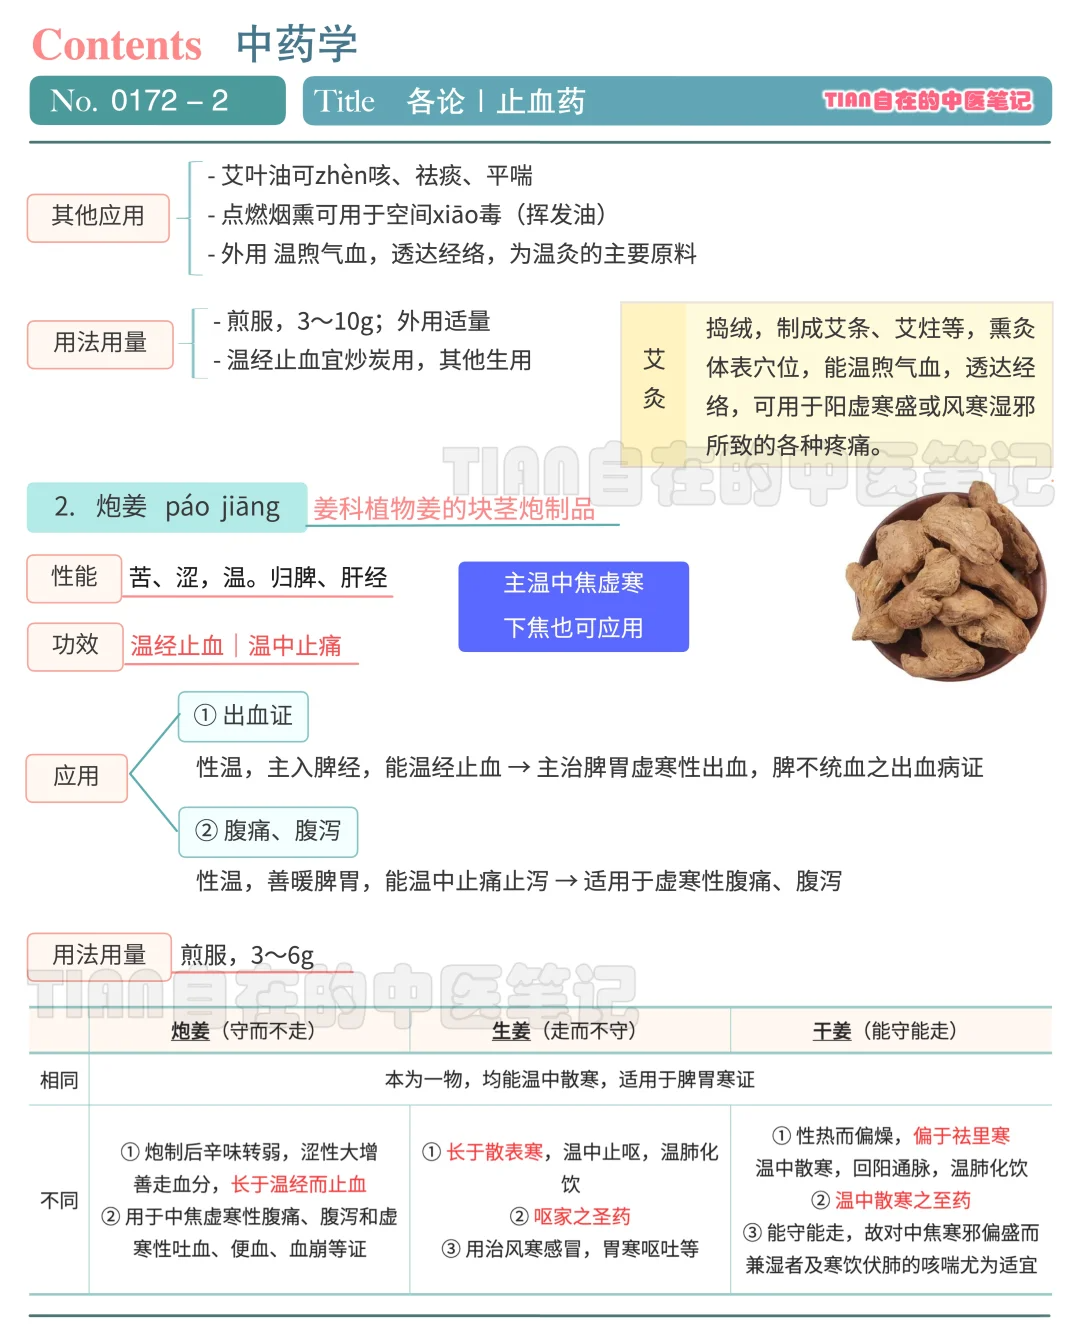 Contents 中药学
No. 0172 – 2
Title 各论 | 止血药
TIAN自在的中医笔记
其他应用
- 艾叶油可zhèn咳、祛痰、平喘
- 点燃烟熏可用于空间xiāo毒（挥发油）
- 外用 温煦气血，透达经络，为温灸的主要原料
用法用量
- 煎服，3～10g；外用适量
- 温经止血宜炒炭用，其他生用
艾灸
捣绒，制成艾条、艾炷等，熏灸
体表穴位，能温煦气血，透达经
络，可用于阳虚寒盛或风寒湿邪
所致的各种疼痛。
TIAN自在的中医笔记
2. 炮姜 páo jiāng 姜科植物姜的块茎炮制品
性能 苦、涩，温。归脾、肝经
主温中焦虚寒
下焦也可应用
功效 温经止血｜温中止痛
应用
① 出血证
性温，主入脾经，能温经止血 → 主治脾胃虚寒性出血，脾不统血之出血病证
② 腹痛、腹泻
性温，善暖脾胃，能温中止痛止泻 → 适用于虚寒性腹痛、腹泻
用法用量 煎服，3～6g
TIAN自在的中医笔记
炮姜（守而不走） 生姜（走而不守） 干姜（能守能走）
相同 本为一物，均能温中散寒，适用于脾胃寒证
不同
① 炮制后辛味转弱，涩性大增
善走血分，长于温经而止血
② 用于中焦虚寒性腹痛、腹泻和虚
寒性吐血、便血、血崩等证
① 长于散表寒，温中止呕，温肺化
饮
② 呕家之圣药
③ 用治风寒感冒，胃寒呕吐等
① 性热而偏燥，偏于祛里寒
温中散寒，回阳通脉，温肺化饮
② 温中散寒之至药
③ 能守能走，故对中焦寒邪偏盛而
兼湿者及寒饮伏肺的咳喘尤为适宜